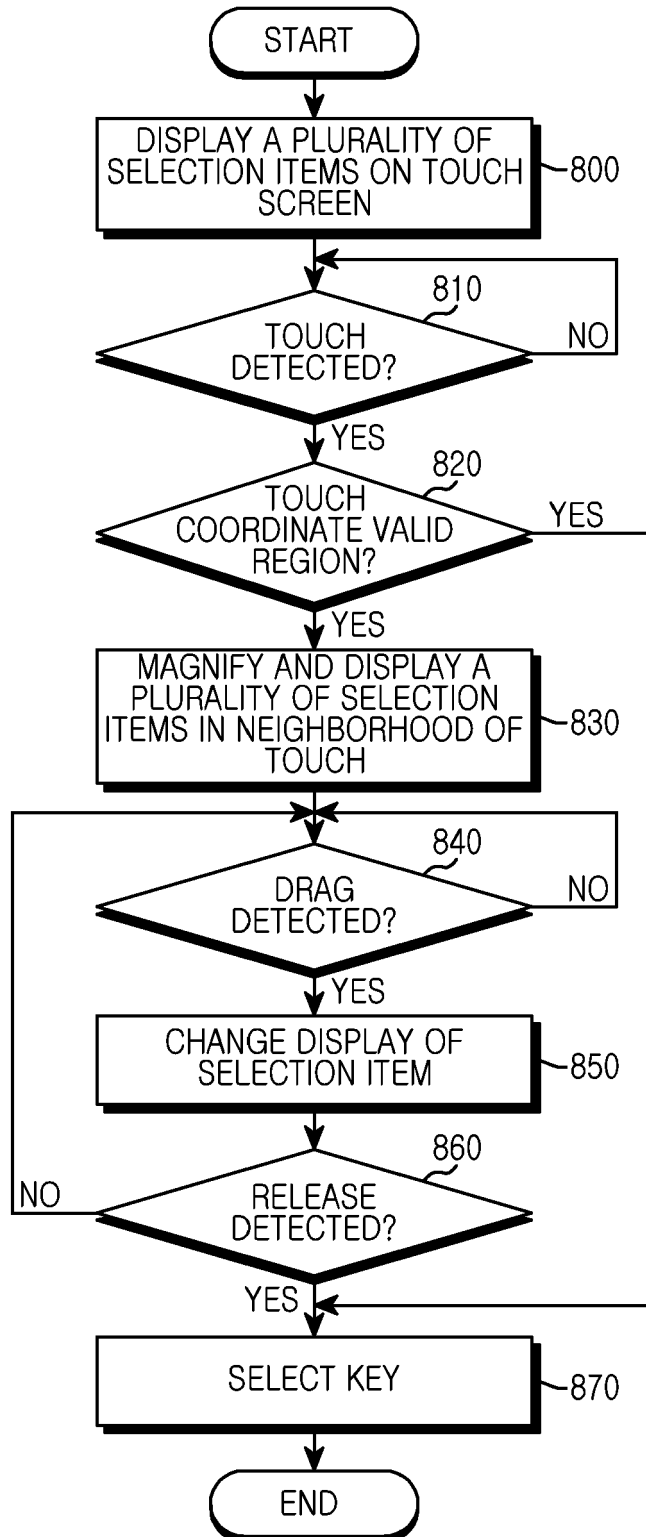 START
DISPLAY A PLURALITY OF
SELECTION ITEMS ON TOUCH
SCREEN
800
810
TOUCH
DETECTED?
NO
YES
820
TOUCH
COORDINATE VALID
REGION?
YES
YES
MAGNIFY AND DISPLAY A
PLURALITY OF SELECTION
ITEMS IN NEIGHBORHOOD OF
TOUCH
830
840
DRAG
DETECTED?
NO
YES
CHANGE DISPLAY OF
SELECTION ITEM
850
860
NO
RELEASE
DETECTED?
YES
SELECT KEY
870
END